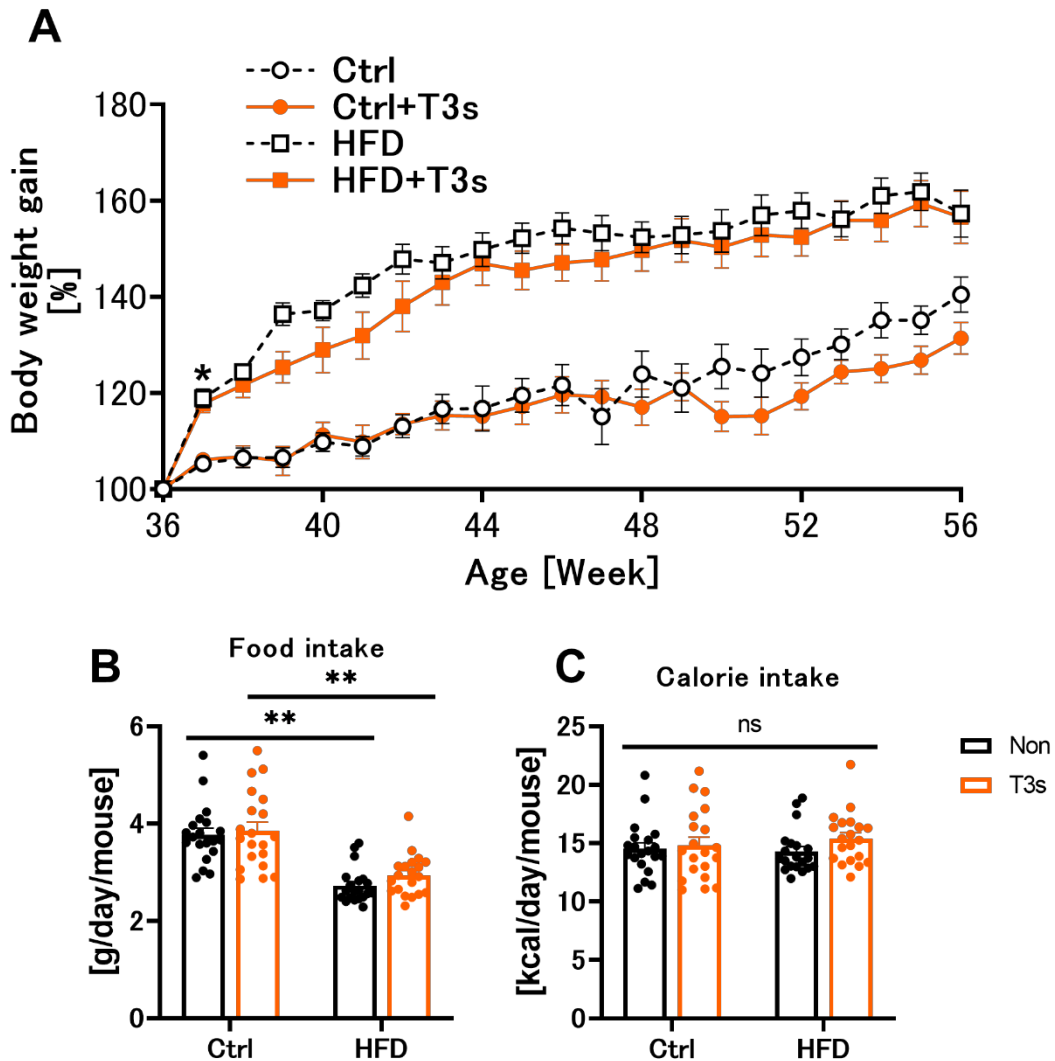 A
Ctrl
Ctrl+T3s
HFD
HFD+T3s
180
160
140
120
100
Body weight gain
[%]
*
36
40
44
48
52
56
Age [Week]
B
Food intake
**
**
6
4
2
0
[g/day/mouse]
Ctrl
HFD
C
Calorie intake
ns
25
20
15
10
5
0
[kcal/day/mouse]
Ctrl
HFD
Non
T3s